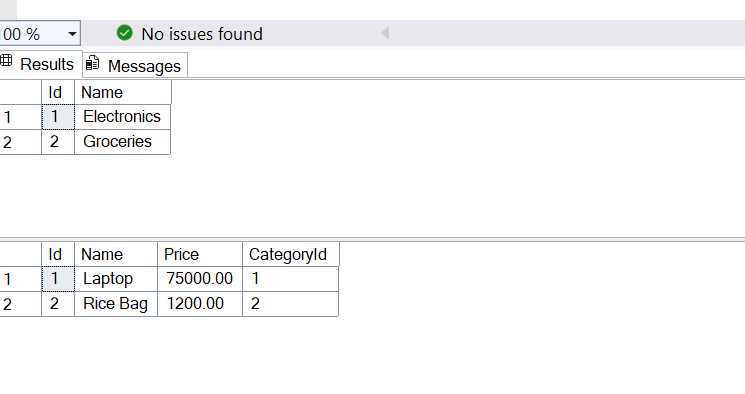 00 % No issues found
Results Messages
Id Name
1 1 Electronics
2 2 Groceries
Id Name Price CategoryId
1 1 Laptop 75000.00 1
2 2 Rice Bag 1200.00 2